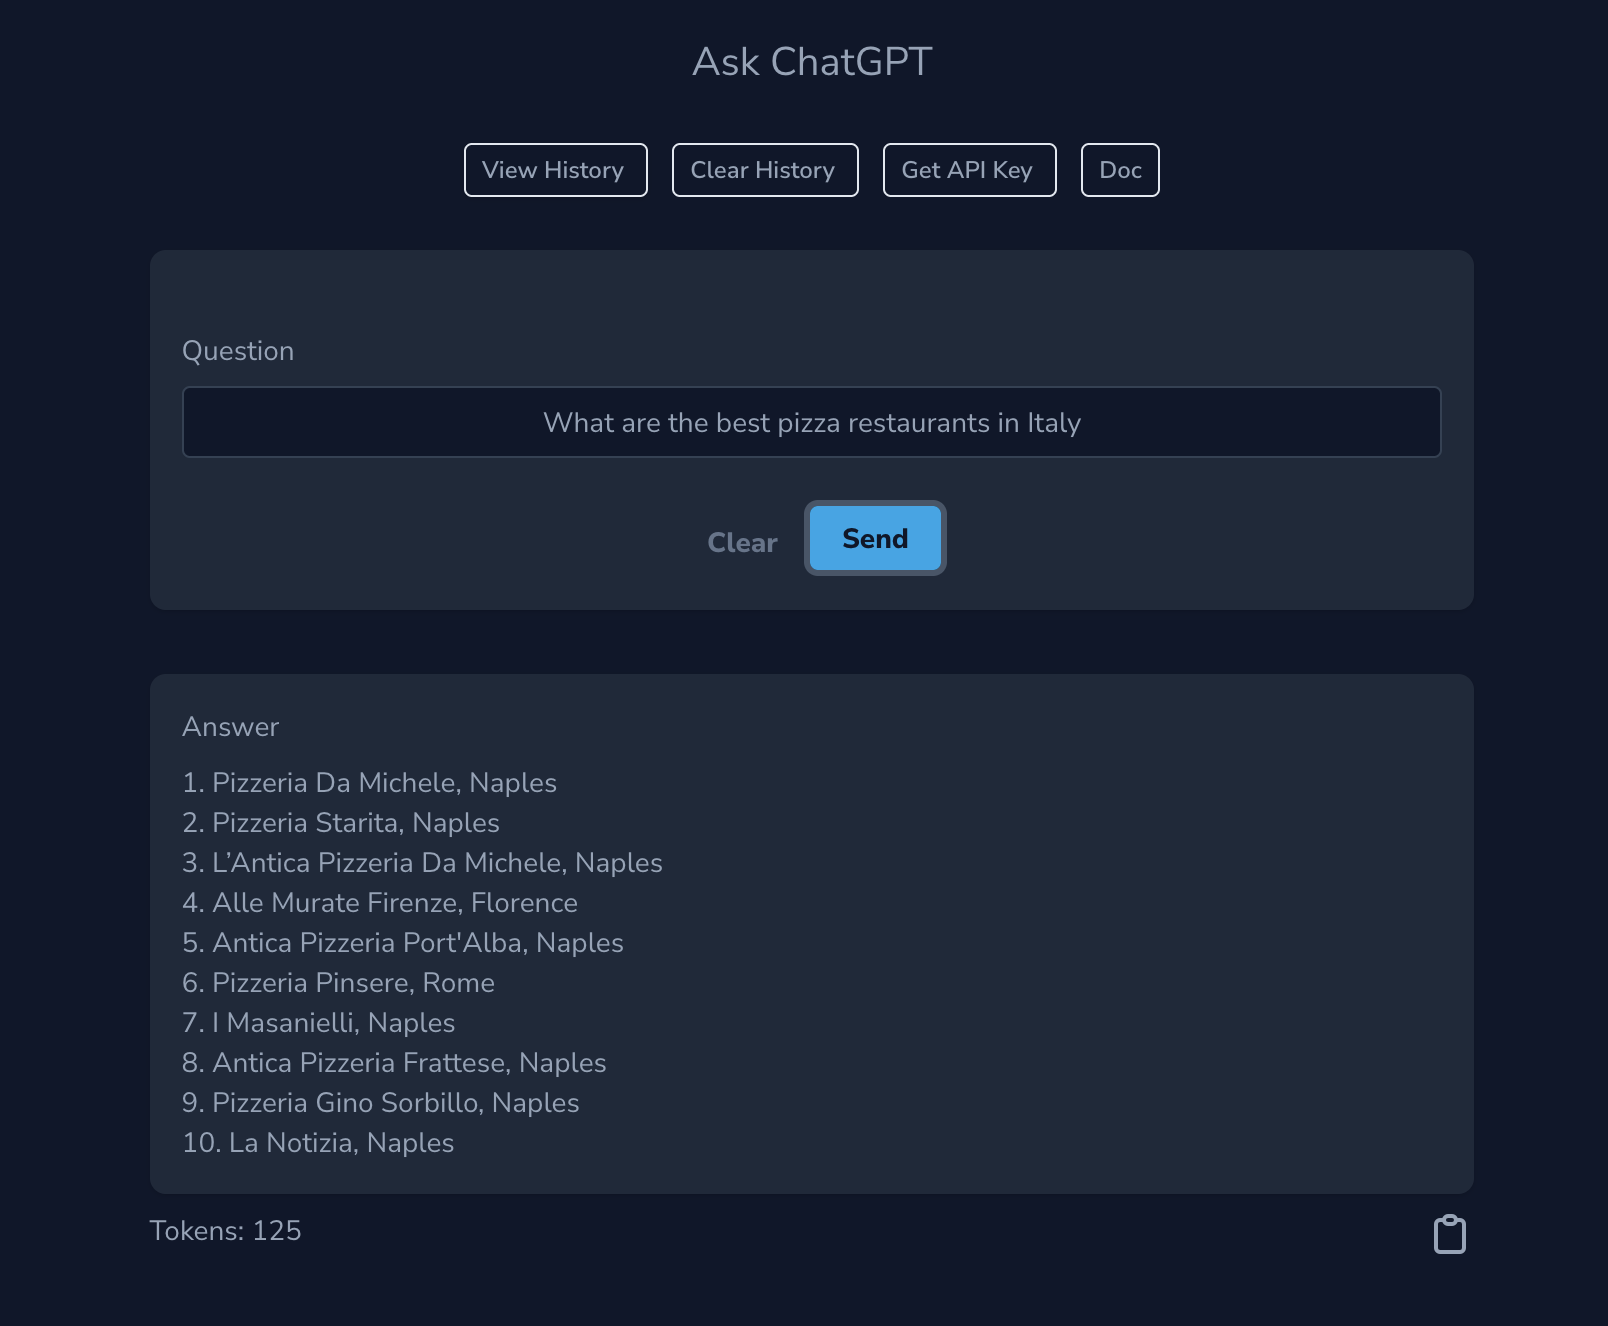 Ask ChatGPT
View History Clear History Get API Key Doc
Question
What are the best pizza restaurants in Italy
Clear Send
Answer
1. Pizzeria Da Michele, Naples
2. Pizzeria Starita, Naples
3. L’Antica Pizzeria Da Michele, Naples
4. Alle Murate Firenze, Florence
5. Antica Pizzeria Port'Alba, Naples
6. Pizzeria Pinsere, Rome
7. I Masanielli, Naples
8. Antica Pizzeria Frattese, Naples
9. Pizzeria Gino Sorbillo, Naples
10. La Notizia, Naples
Tokens: 125